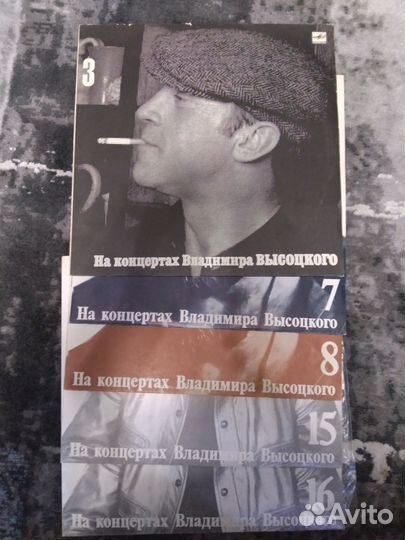 3
На концертах Владимира ВЫСОЦКОГО
7
На концертах Владимира Высоцкого
8
На концертах Владимира Высоцкого
15
На концертах Владимира Высоцкого
16
На концертах Владимира Высоцкого
Avito